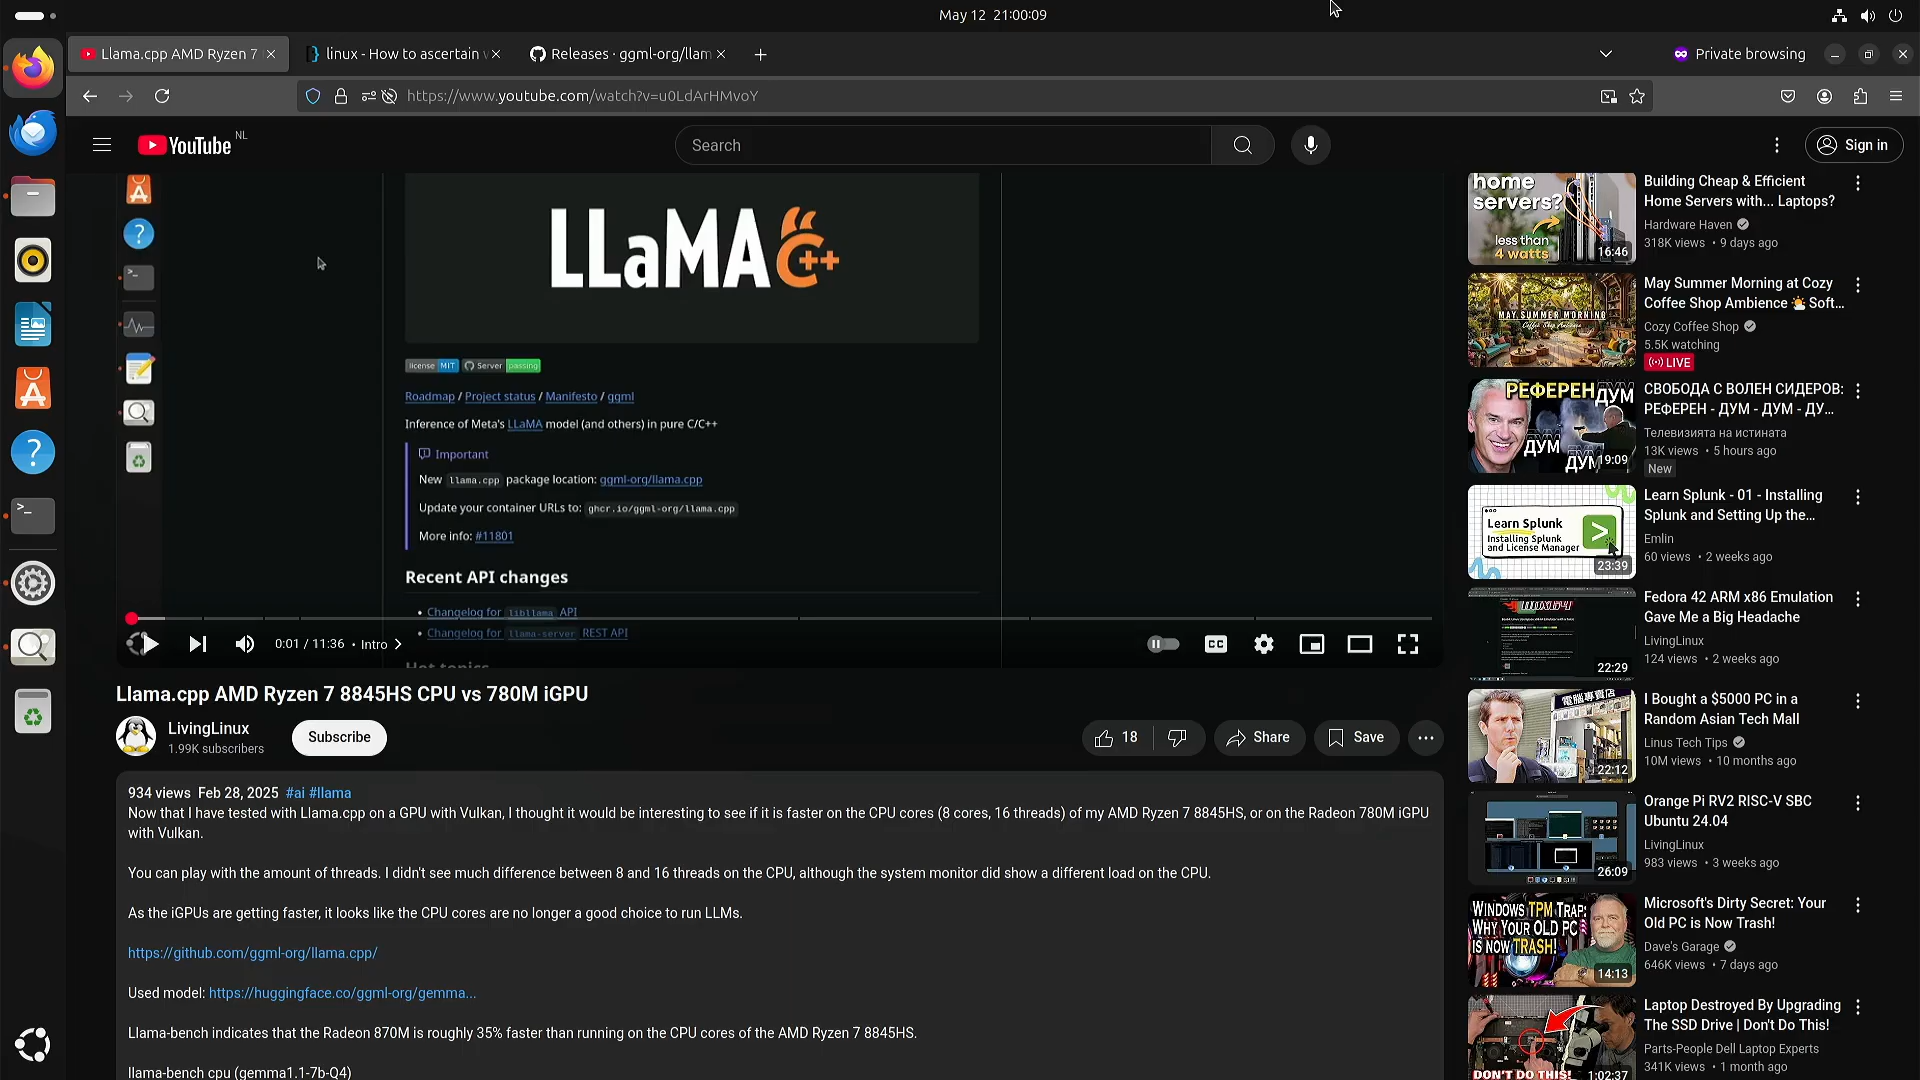 May 12  21:00:09
Llama.cpp AMD Ryzen 7
linux - How to ascertain
Releases · ggml-org/llam
Private browsing
https://www.youtube.com/watch?v=u0LdArHMvoY
YouTube NL
Search
Sign in
LLaMA C++
license MIT Server passing
Roadmap / Project status / Manifesto / ggml
Inference of Meta's LLaMA model (and others) in pure C/C++
Important
New llama.cpp package location: ggml-org/llama.cpp
Update your container URLs to: ghcr.io/ggml-org/llama.cpp
More info: #11801
Recent API changes
• Changelog for libllama API
• Changelog for llama-server REST API
Hot topics
0:01 / 11:36 • Intro
CC
Llama.cpp AMD Ryzen 7 8845HS CPU vs 780M iGPU
LivingLinux
1.99K subscribers
Subscribe
18
Share
Save
934 views  Feb 28, 2025  #ai #llama
Now that I have tested with Llama.cpp on a GPU with Vulkan, I thought it would be interesting to see if it is faster on the CPU cores (8 cores, 16 threads) of my AMD Ryzen 7 8845HS, or on the Radeon 780M iGPU
with Vulkan.
You can play with the amount of threads. I didn't see much difference between 8 and 16 threads on the CPU, although the system monitor did show a different load on the CPU.
As the iGPUs are getting faster, it looks like the CPU cores are no longer a good choice to run LLMs.
https://github.com/ggml-org/llama.cpp/
Used model: https://huggingface.co/ggml-org/gemma...
Llama-bench indicates that the Radeon 870M is roughly 35% faster than running on the CPU cores of the AMD Ryzen 7 8845HS.
llama-bench cpu (gemma1.1-7b-Q4)
home
servers?
less than
4 watts
16:46
Building Cheap & Efficient
Home Servers with... Laptops?
Hardware Haven
318K views • 9 days ago
MAY SUMMER MORNING
Coffee Shop Ambience
May Summer Morning at Cozy
Coffee Shop Ambience 🌤️ Soft...
Cozy Coffee Shop
5.5K watching
LIVE
РЕФЕРЕН ДУМ
ДУМ
ДУМ
19:09
СВОБОДА С ВОЛЕН СИДЕРОВ:
РЕФЕРЕН - ДУМ - ДУМ - ДУ...
Телевизията на истината
13K views • 5 hours ago
New
Learn Splunk
Installing Splunk
and License Manager
23:39
Learn Splunk - 01 - Installing
Splunk and Setting Up the...
Emlin
60 views • 2 weeks ago
22:29
Fedora 42 ARM x86 Emulation
Gave Me a Big Headache
LivingLinux
124 views • 2 weeks ago
22:12
I Bought a $5000 PC in a
Random Asian Tech Mall
Linus Tech Tips
10M views • 10 months ago
26:09
Orange Pi RV2 RISC-V SBC
Ubuntu 24.04
LivingLinux
983 views • 3 weeks ago
WINDOWS TPM TRAP:
WHY YOUR OLD PC
IS NOW TRASH!
14:13
Microsoft's Dirty Secret: Your
Old PC is Now Trash!
Dave's Garage
646K views • 7 days ago
DON'T DO THIS!
1:02:37
Laptop Destroyed By Upgrading
The SSD Drive | Don't Do This!
Parts-People Dell Laptop Experts
341K views • 1 month ago